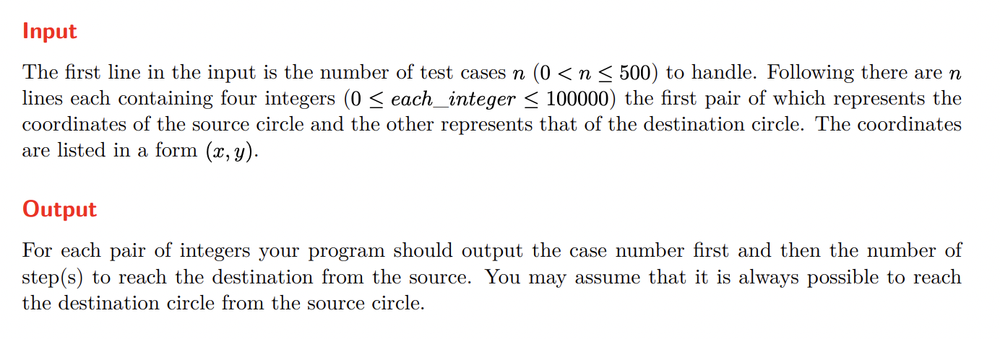 Input
The first line in the input is the number of test cases n (0 < n ≤ 500) to handle. Following there are n
lines each containing four integers (0 ≤ each_integer ≤ 100000) the first pair of which represents the
coordinates of the source circle and the other represents that of the destination circle. The coordinates
are listed in a form (x, y).
Output
For each pair of integers your program should output the case number first and then the number of
step(s) to reach the destination from the source. You may assume that it is always possible to reach
the destination circle from the source circle.